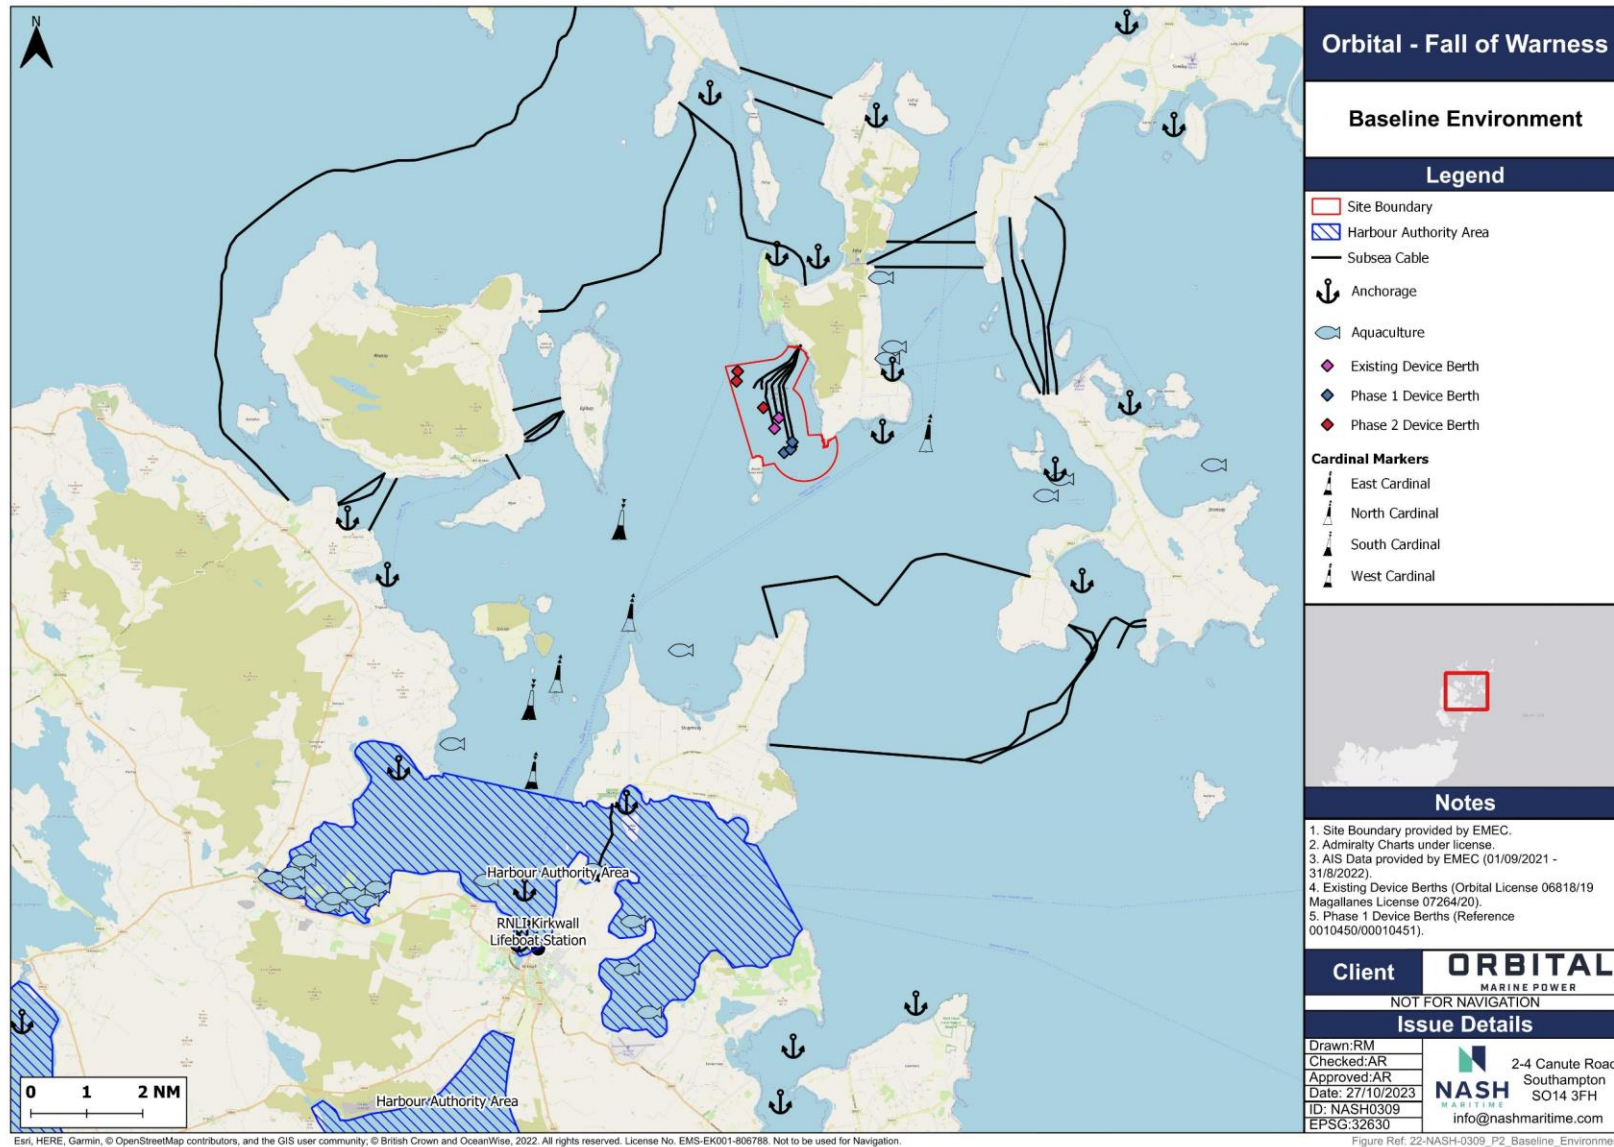 N
Harbour Authority Area
RNLI Kirkwall
Lifeboat Station
Harbour Authority Area
0 1 2 NM
Orbital - Fall of Warness
Baseline Environment
Legend
Site Boundary
Harbour Authority Area
Subsea Cable
Anchorage
Aquaculture
Existing Device Berth
Phase 1 Device Berth
Phase 2 Device Berth
Cardinal Markers
East Cardinal
North Cardinal
South Cardinal
West Cardinal
Notes
1. Site Boundary provided by EMEC.
2. Admiralty Charts under license.
3. AIS Data provided by EMEC (01/09/2021 -
31/8/2022).
4. Existing Device Berths (Orbital License 06818/19
Magallanes License 07264/20).
5. Phase 1 Device Berths (Reference
0010450/00010451).
Client
ORBITAL
MARINE POWER
NOT FOR NAVIGATION
Issue Details
Drawn:RM
Checked:AR
Approved:AR
Date: 27/10/2023
ID: NASH0309
EPSG:32630
NASH
MARITIME
2-4 Canute Road
Southampton
SO14 3FH
info@nashmaritime.com
Esri, HERE, Garmin, © OpenStreetMap contributors, and the GIS user community; © British Crown and OceanWise, 2022. All rights reserved. License No. EMS-EK001-806788. Not to be used for Navigation.
Figure Ref: 22-NASH-0309_P2_Baseline_Environme